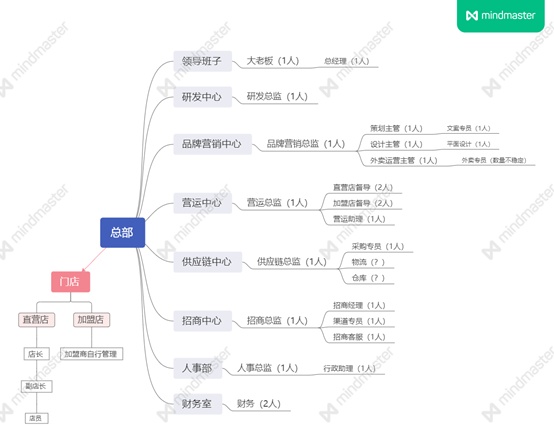 mindmaster
领导班子 大老板（1人） 总经理（1人）
研发中心 研发总监（1人）
品牌营销中心 品牌营销总监（1人）
策划主管（1人） 文案专员（1人）
设计主管（1人） 平面设计（1人）
外卖运营主管（1人） 外卖专员（数量不稳定）
营运中心 营运总监（1人）
直营店督导（2人）
加盟店督导（2人）
营运助理（1人）
总部
供应链中心 供应链总监（1人）
采购专员（1人）
物流（？）
仓库（？）
门店
直营店 加盟店
店长 加盟商自行管理
副店长
店员
招商中心 招商总监（1人）
招商经理（1人）
渠道专员（1人）
招商客服（1人）
人事部 人事总监（1人） 行政助理（1人）
财务室 财务（2人）